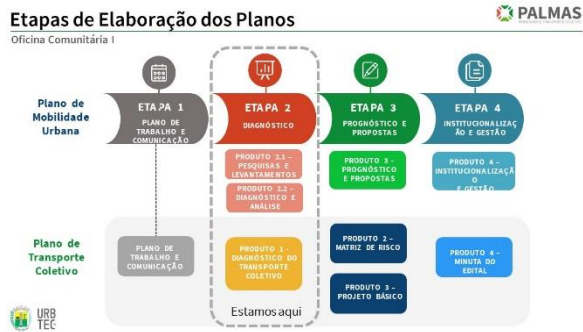 Etapas de Elaboração dos Planos
Oficina Comunitária I
PALMAS
Plano de
Mobilidade
Urbana
ETAPA 1
PLANO DE
TRABALHO E
COMUNICAÇÃO
ETAPA 2
DIAGNÓSTICO
ETAPA 3
PROGNÓSTICO E
PROPOSTAS
ETAPA 4
INSTITUCIONALIZAÇ
ÃO E GESTÃO
PRODUTO 2.1 –
PESQUISAS E
LEVANTAMENTOS
PRODUTO 2.2 –
DIAGNÓSTICO E
ANÁLISE
PRODUTO 3 –
PROGNÓSTICO
E PROPOSTAS
PRODUTO 4 –
INSTITUCIONALIZAÇÃ
O
E GESTÃO
Plano de
Transporte
Coletivo
PLANO DE
TRABALHO E
COMUNICAÇÃO
PRODUTO 1 -
DIAGNÓSTICO DO
TRANSPORTE
COLETIVO
PRODUTO 2 –
MATRIZ DE RISCO
PRODUTO 3 –
PROJETO BÁSICO
PRODUTO 4 –
MINUTA DO
EDITAL
Estamos aqui
URB
TEC